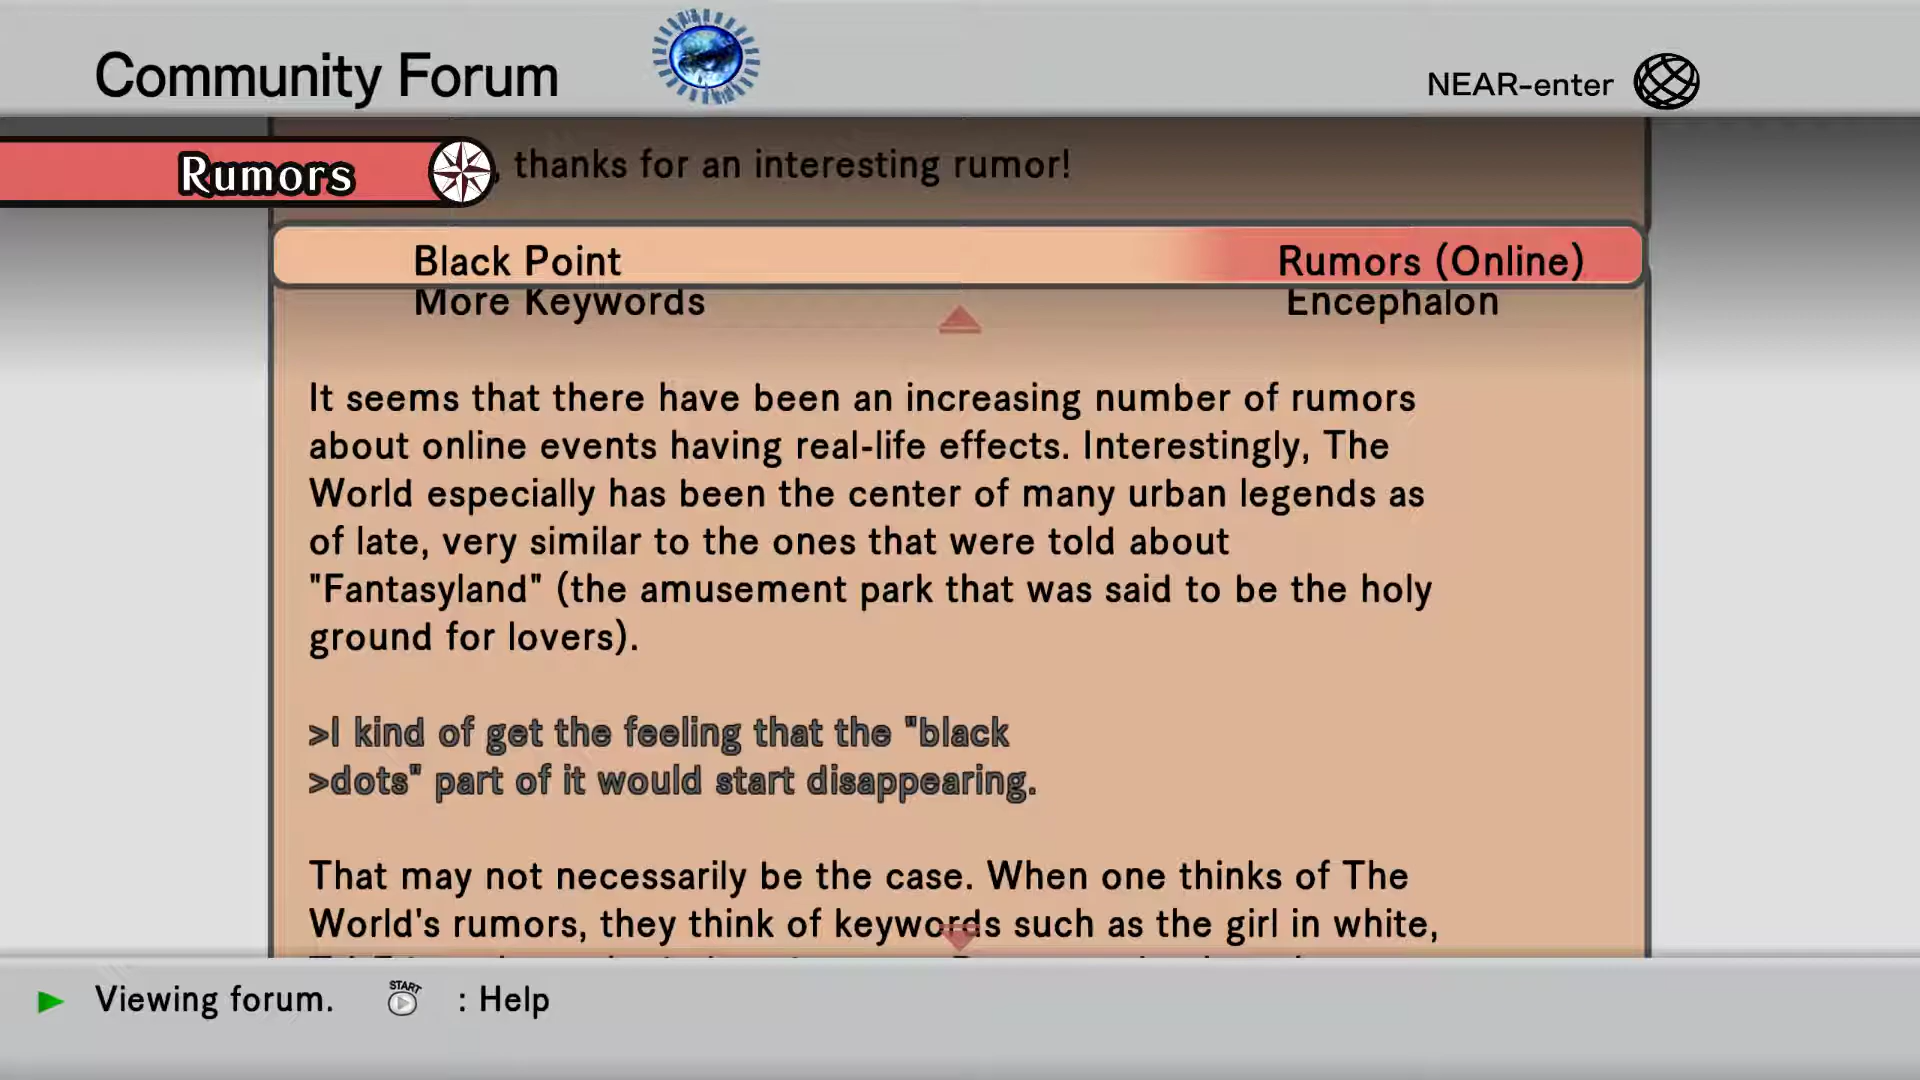 Community Forum
NEAR-enter
Rumors
, thanks for an interesting rumor!
Black Point Rumors (Online)
More Keywords Encephalon
It seems that there have been an increasing number of rumors
about online events having real-life effects. Interestingly, The
World especially has been the center of many urban legends as
of late, very similar to the ones that were told about
"Fantasyland" (the amusement park that was said to be the holy
ground for lovers).
>I kind of get the feeling that the "black
>dots" part of it would start disappearing.
That may not necessarily be the case. When one thinks of The
World's rumors, they think of keywords such as the girl in white,
Viewing forum. START : Help